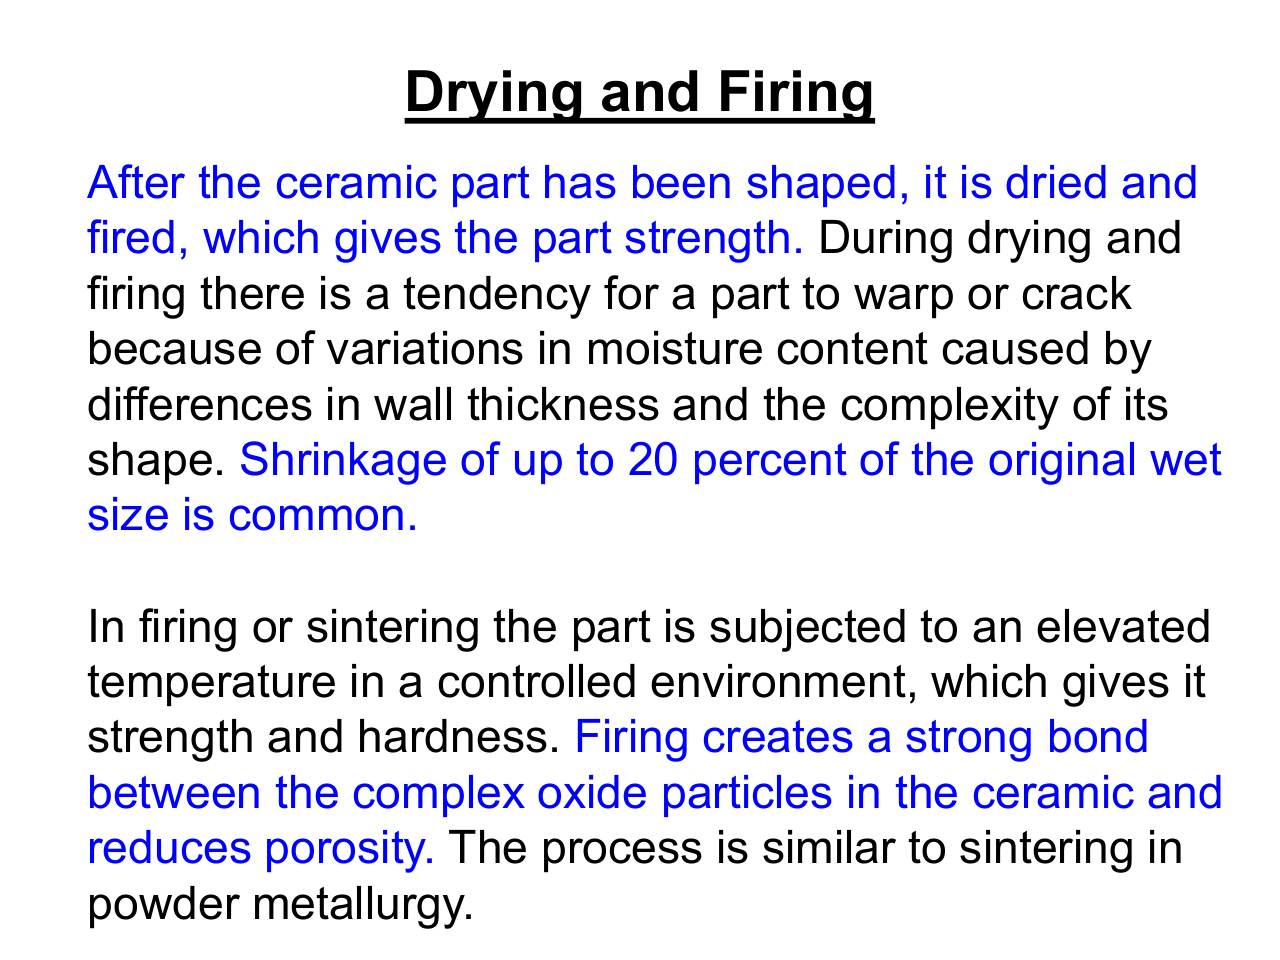 Drying and Firing
After the ceramic part has been shaped, it is dried and
fired, which gives the part strength. During drying and
firing there is a tendency for a part to warp or crack
because of variations in moisture content caused by
differences in wall thickness and the complexity of its
shape. Shrinkage of up to 20 percent of the original wet
size is common.
In firing or sintering the part is subjected to an elevated
temperature in a controlled environment, which gives it
strength and hardness. Firing creates a strong bond
between the complex oxide particles in the ceramic and
reduces porosity. The process is similar to sintering in
powder metallurgy.